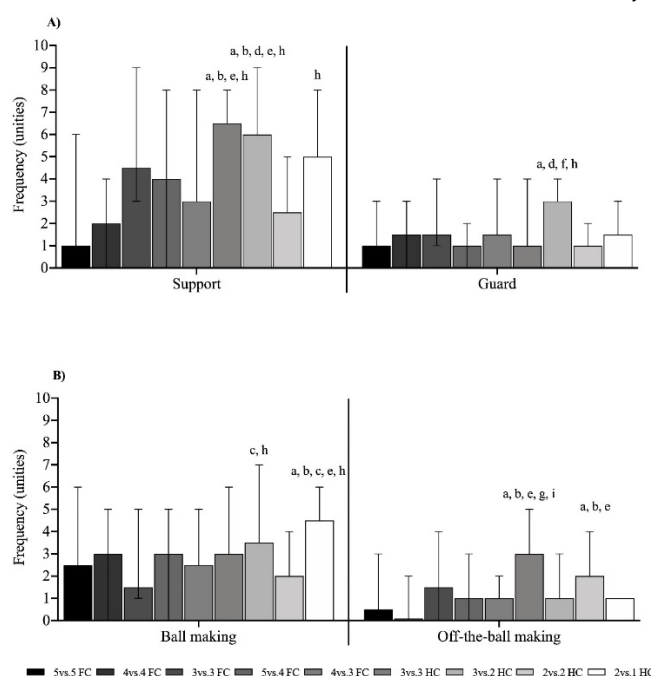 A)
a, b, d, e, h
a, b, e, h
h
a, d, f, h
Frequency (unities)
10
9
8
7
6
5
4
3
2
1
0
Support
Guard
B)
c, h
a, b, c, e, h
a, b, e, g, i
a, b, e
Frequency (unities)
10
9
8
7
6
5
4
3
2
1
0
Ball making
Off-the-ball making
5vs.5 FC 4vs.4 FC 3vs.3 FC 5vs.4 FC 4vs.3 FC 3vs.3 HC 3vs.2 HC 2vs.2 HC 2vs.1 HC